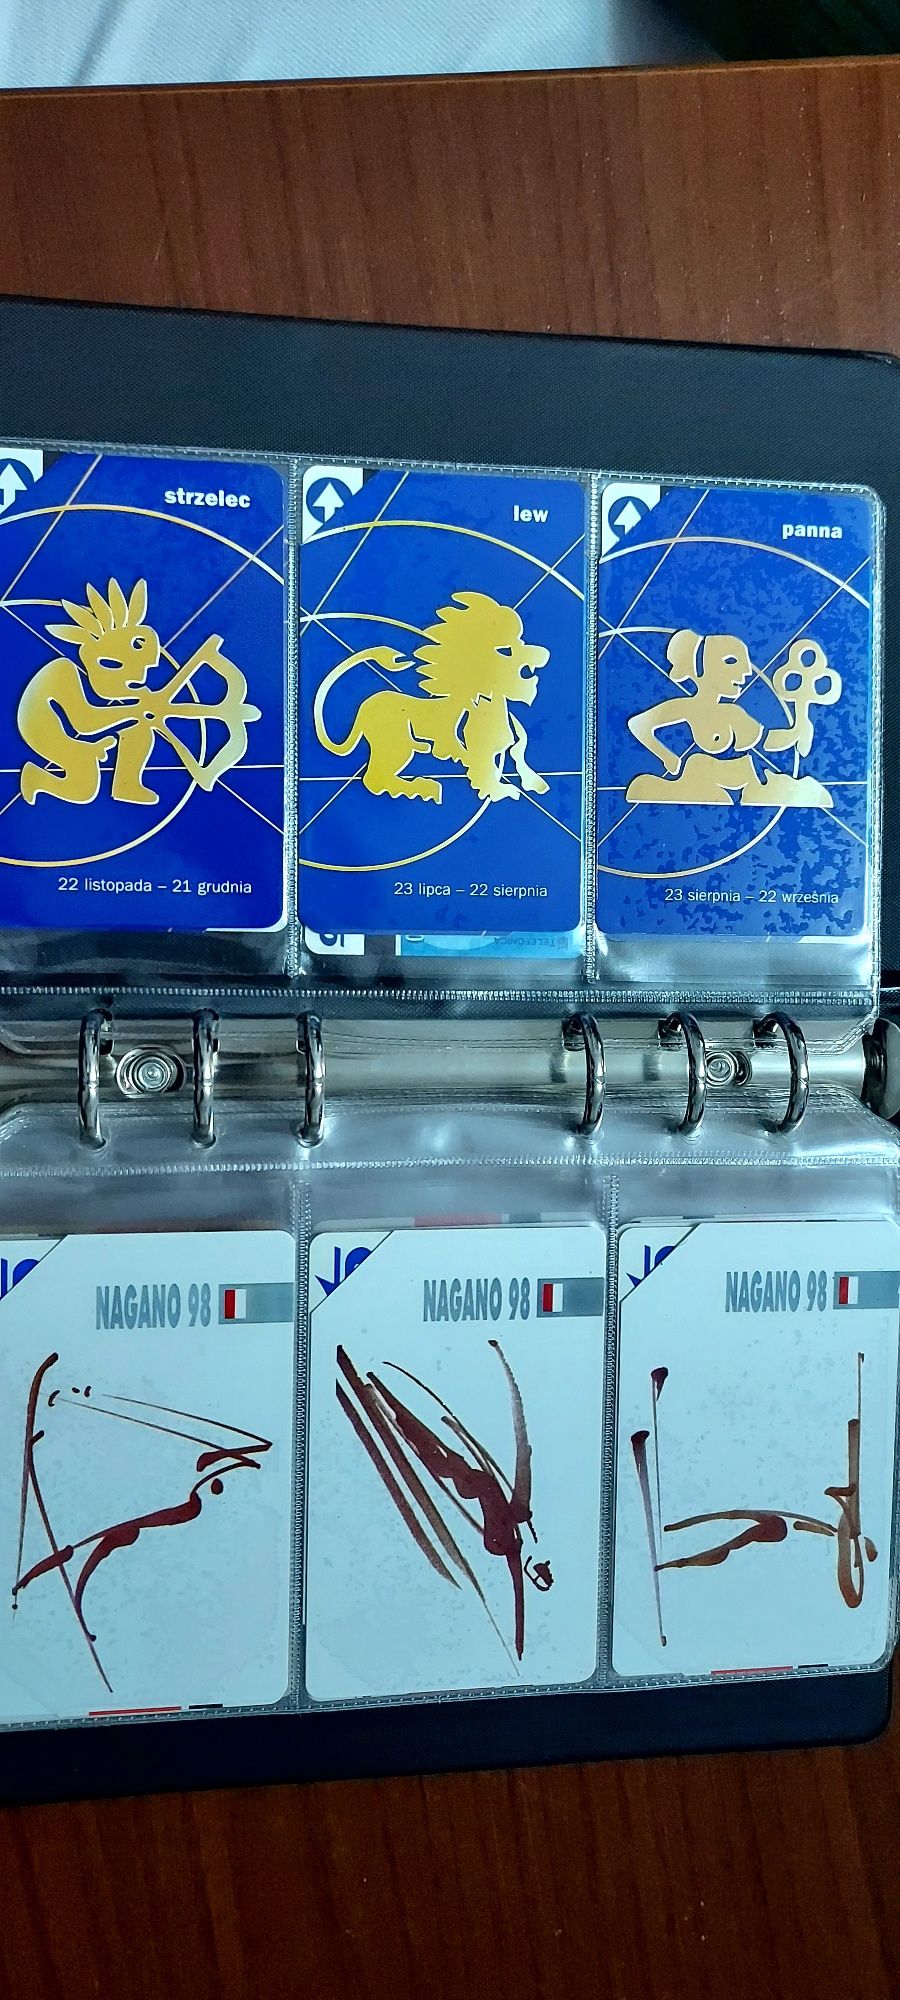 strzelec
22 listopada – 21 grudnia
lew
23 lipca – 22 sierpnia
panna
23 sierpnia – 22 września
TELEFONICA
NAGANO 98
NAGANO 98
NAGANO 98